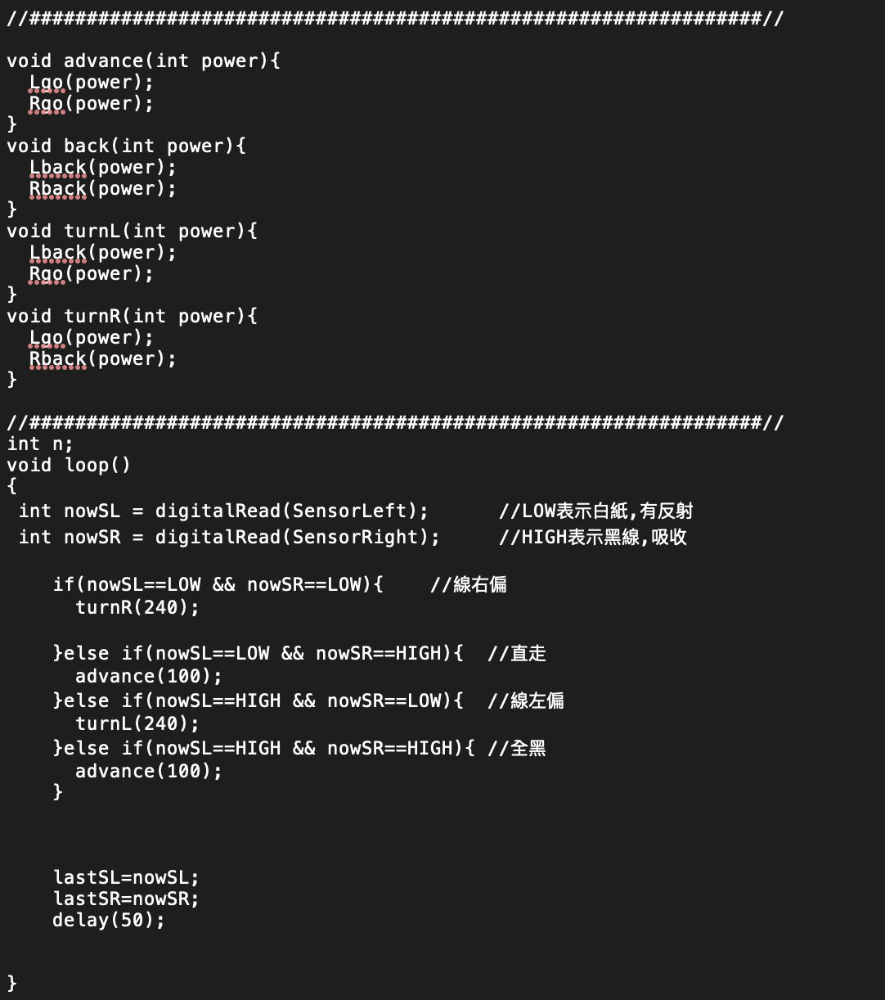 //################################################################//
void advance(int power){
  Lgo(power);
  Rgo(power);
}
void back(int power){
  Lback(power);
  Rback(power);
}
void turnL(int power){
  Lback(power);
  Rgo(power);
}
void turnR(int power){
  Lgo(power);
  Rback(power);
}
//################################################################//
int n;
void loop()
{
 int nowSL = digitalRead(SensorLeft);      //LOW表示白紙,有反射
 int nowSR = digitalRead(SensorRight);     //HIGH表示黑線,吸收
    if(nowSL==LOW && nowSR==LOW){    //線右偏
      turnR(240);
    }else if(nowSL==LOW && nowSR==HIGH){  //直走
      advance(100);
    }else if(nowSL==HIGH && nowSR==LOW){  //線左偏
      turnL(240);
    }else if(nowSL==HIGH && nowSR==HIGH){ //全黑
      advance(100);
    }
    lastSL=nowSL;
    lastSR=nowSR;
    delay(50);
}